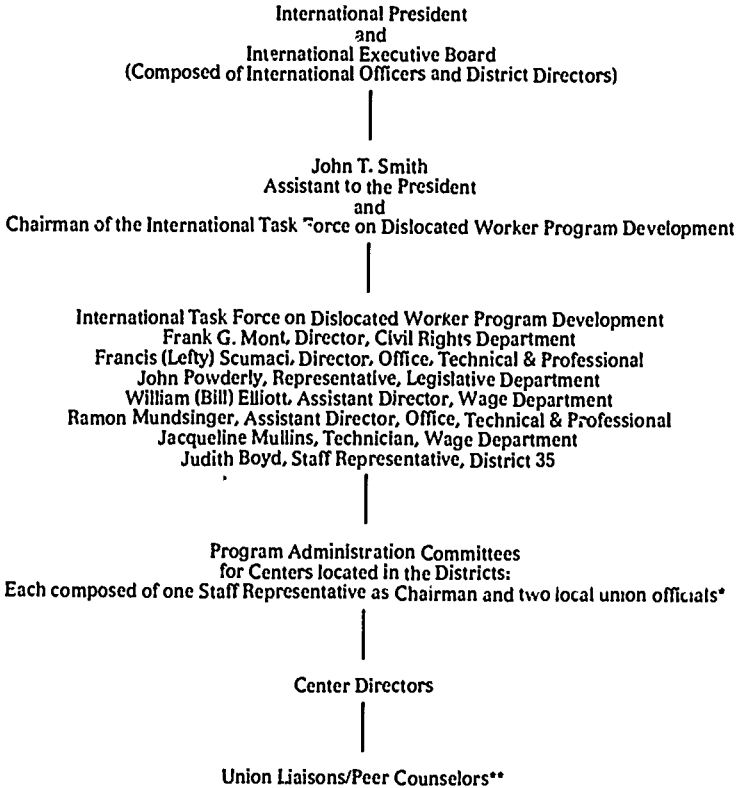 International President
and
International Executive Board
(Composed of International Officers and District Directors)
John T. Smith
Assistant to the President
and
Chairman of the International Task Force on Dislocated Worker Program Development
International Task Force on Dislocated Worker Program Development
Frank G. Mont, Director, Civil Rights Department
Francis (Lefty) Scumaci, Director, Office, Technical & Professional
John Powderly, Representative, Legislative Department
William (Bill) Elliott, Assistant Director, Wage Department
Ramon Mundsinger, Assistant Director, Office, Technical & Professional
Jacqueline Mullins, Technician, Wage Department
Judith Boyd, Staff Representative, District 35
Program Administration Committees
for Centers located in the Districts:
Each composed of one Staff Representative as Chairman and two local union officials*
Center Directors
Union Liaisons/Peer Counselors**